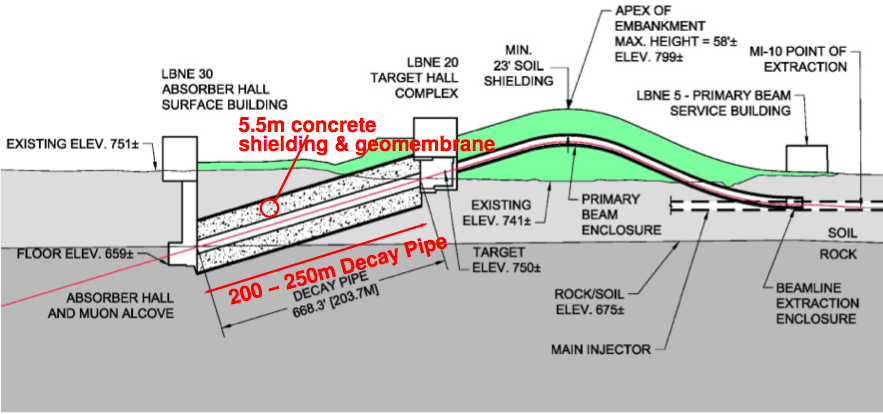 APEX OF
EMBANKMENT
MAX. HEIGHT = 58'±
ELEV. 799±
MIN.
23' SOIL
SHIELDING
MI-10 POINT OF
EXTRACTION
LBNE 20
TARGET HALL
COMPLEX
LBNE 30
ABSORBER HALL
SURFACE BUILDING
LBNE 5 - PRIMARY BEAM
SERVICE BUILDING
5.5m concrete
shielding & geomembrane
EXISTING ELEV. 751±
EXISTING
ELEV. 741±
PRIMARY
BEAM
ENCLOSURE
SOIL
ROCK
FLOOR ELEV. 659±
200 – 250m Decay Pipe
DECAY PIPE
668.3' [203.7M]
TARGET
ELEV. 750±
ABSORBER HALL
AND MUON ALCOVE
ROCK/SOIL
ELEV. 675±
BEAMLINE
EXTRACTION
ENCLOSURE
MAIN INJECTOR